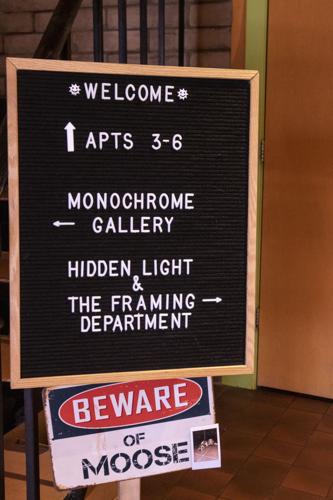 WELCOME
↑ APTS 3-6
MONOCHROME
← GALLERY
HIDDEN LIGHT
&
THE FRAMING →
DEPARTMENT
BEWARE
OF
MOOSE